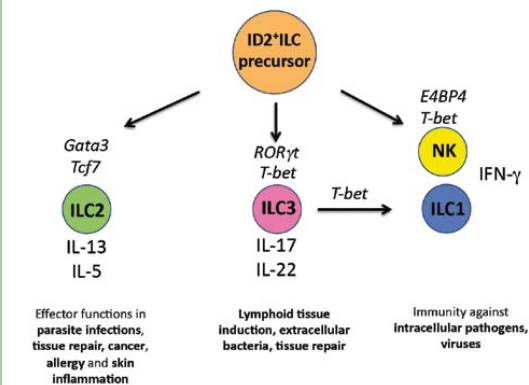 ID2⁺ILC
precursor
Gata3
Tcf7
ILC2
IL-13
IL-5
Effector functions in
parasite infections,
tissue repair, cancer,
allergy and skin
inflammation
RORγt
T-bet
ILC3
IL-17
IL-22
Lymphoid tissue
induction, extracellular
bacteria, tissue repair
T-bet
E4BP4
T-bet
NK
IFN-γ
ILC1
Immunity against
intracellular pathogens,
viruses